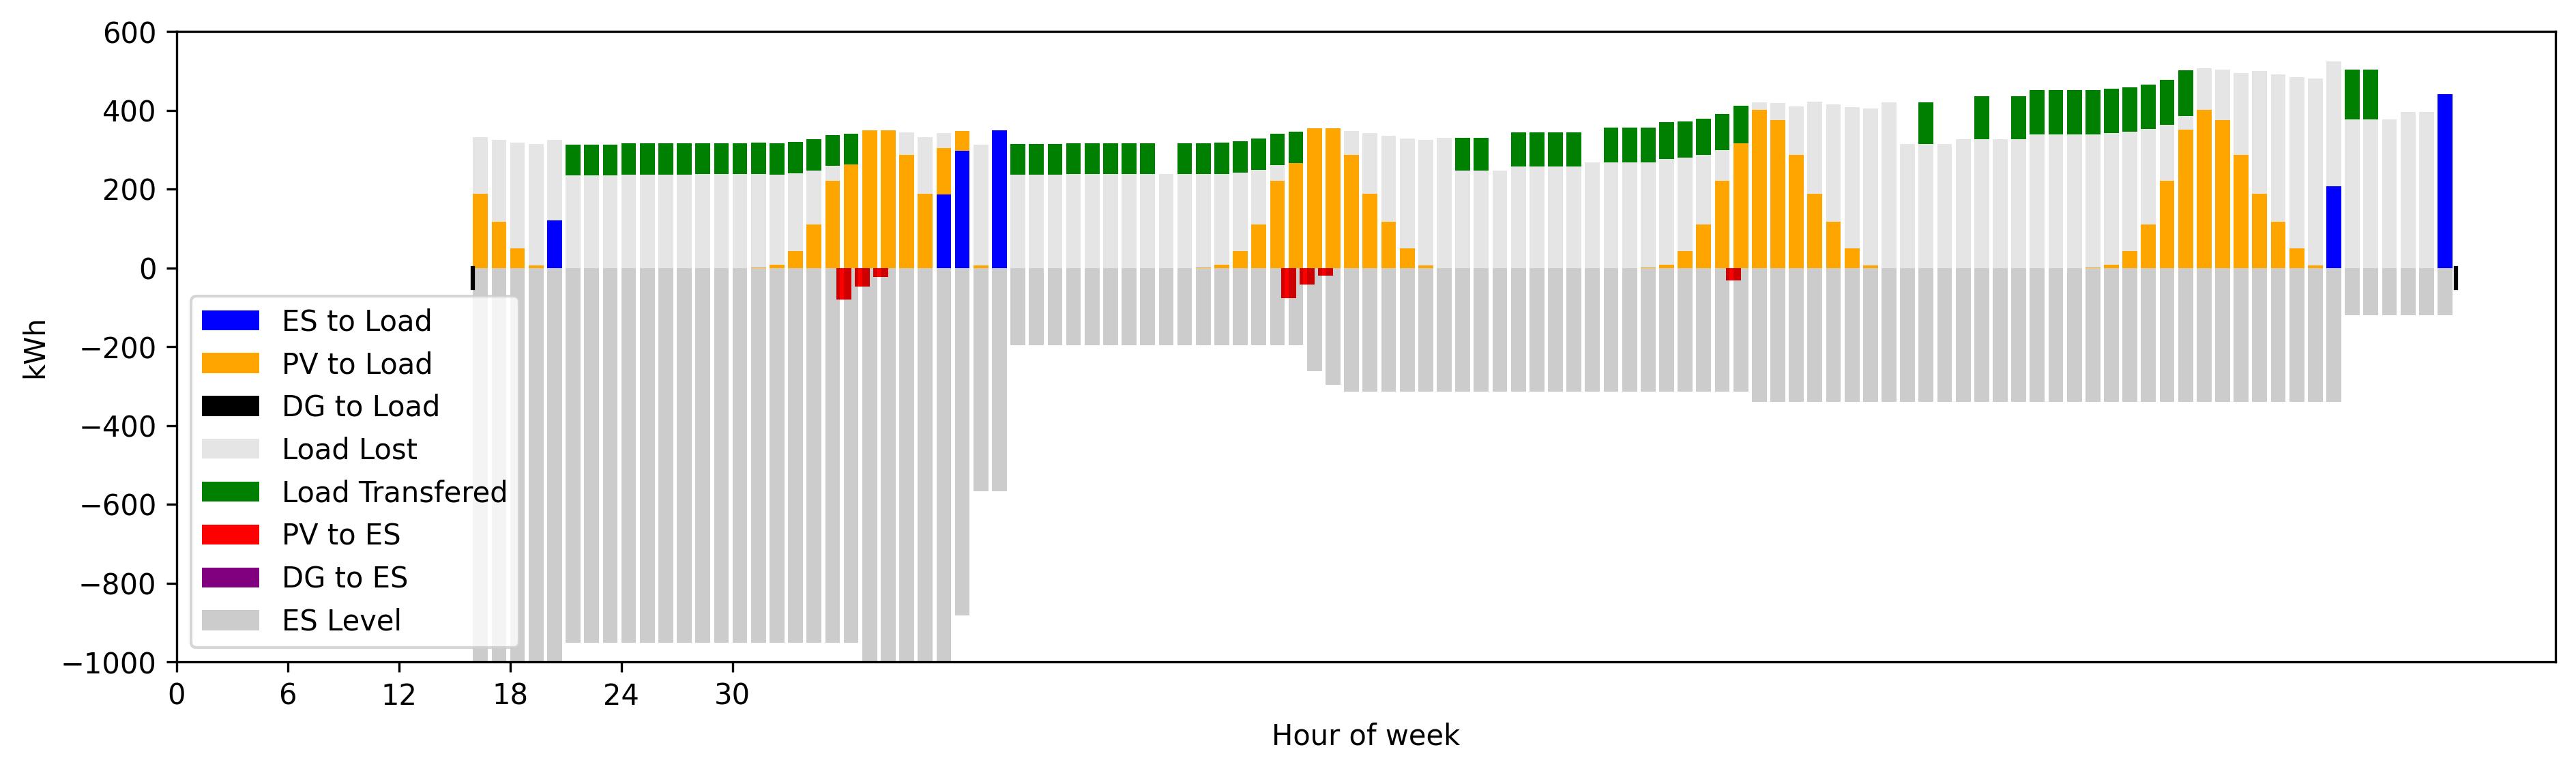 600
400
200
0
−200
−400
−600
−800
−1000
kWh
ES to Load
PV to Load
DG to Load
Load Lost
Load Transfered
PV to ES
DG to ES
ES Level
0 6 12 18 24 30
Hour of week